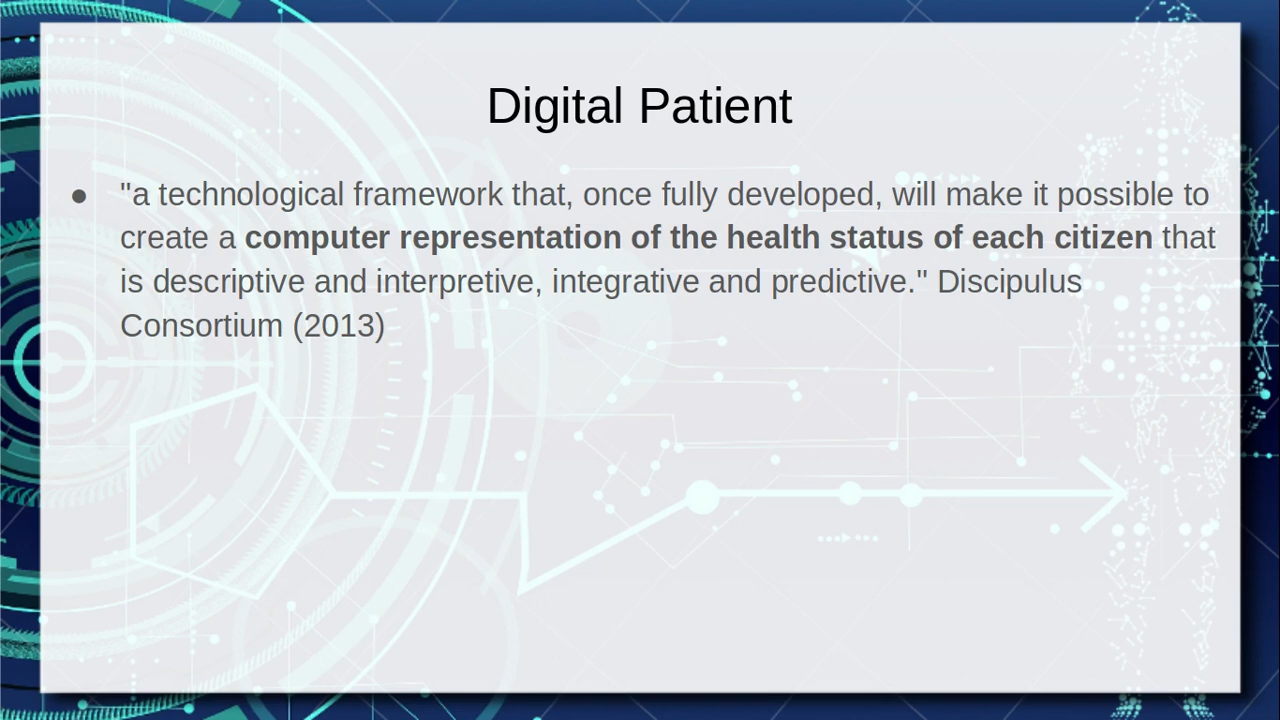 Digital Patient
● "a technological framework that, once fully developed, will make it possible to
create a computer representation of the health status of each citizen that
is descriptive and interpretive, integrative and predictive." Discipulus
Consortium (2013)